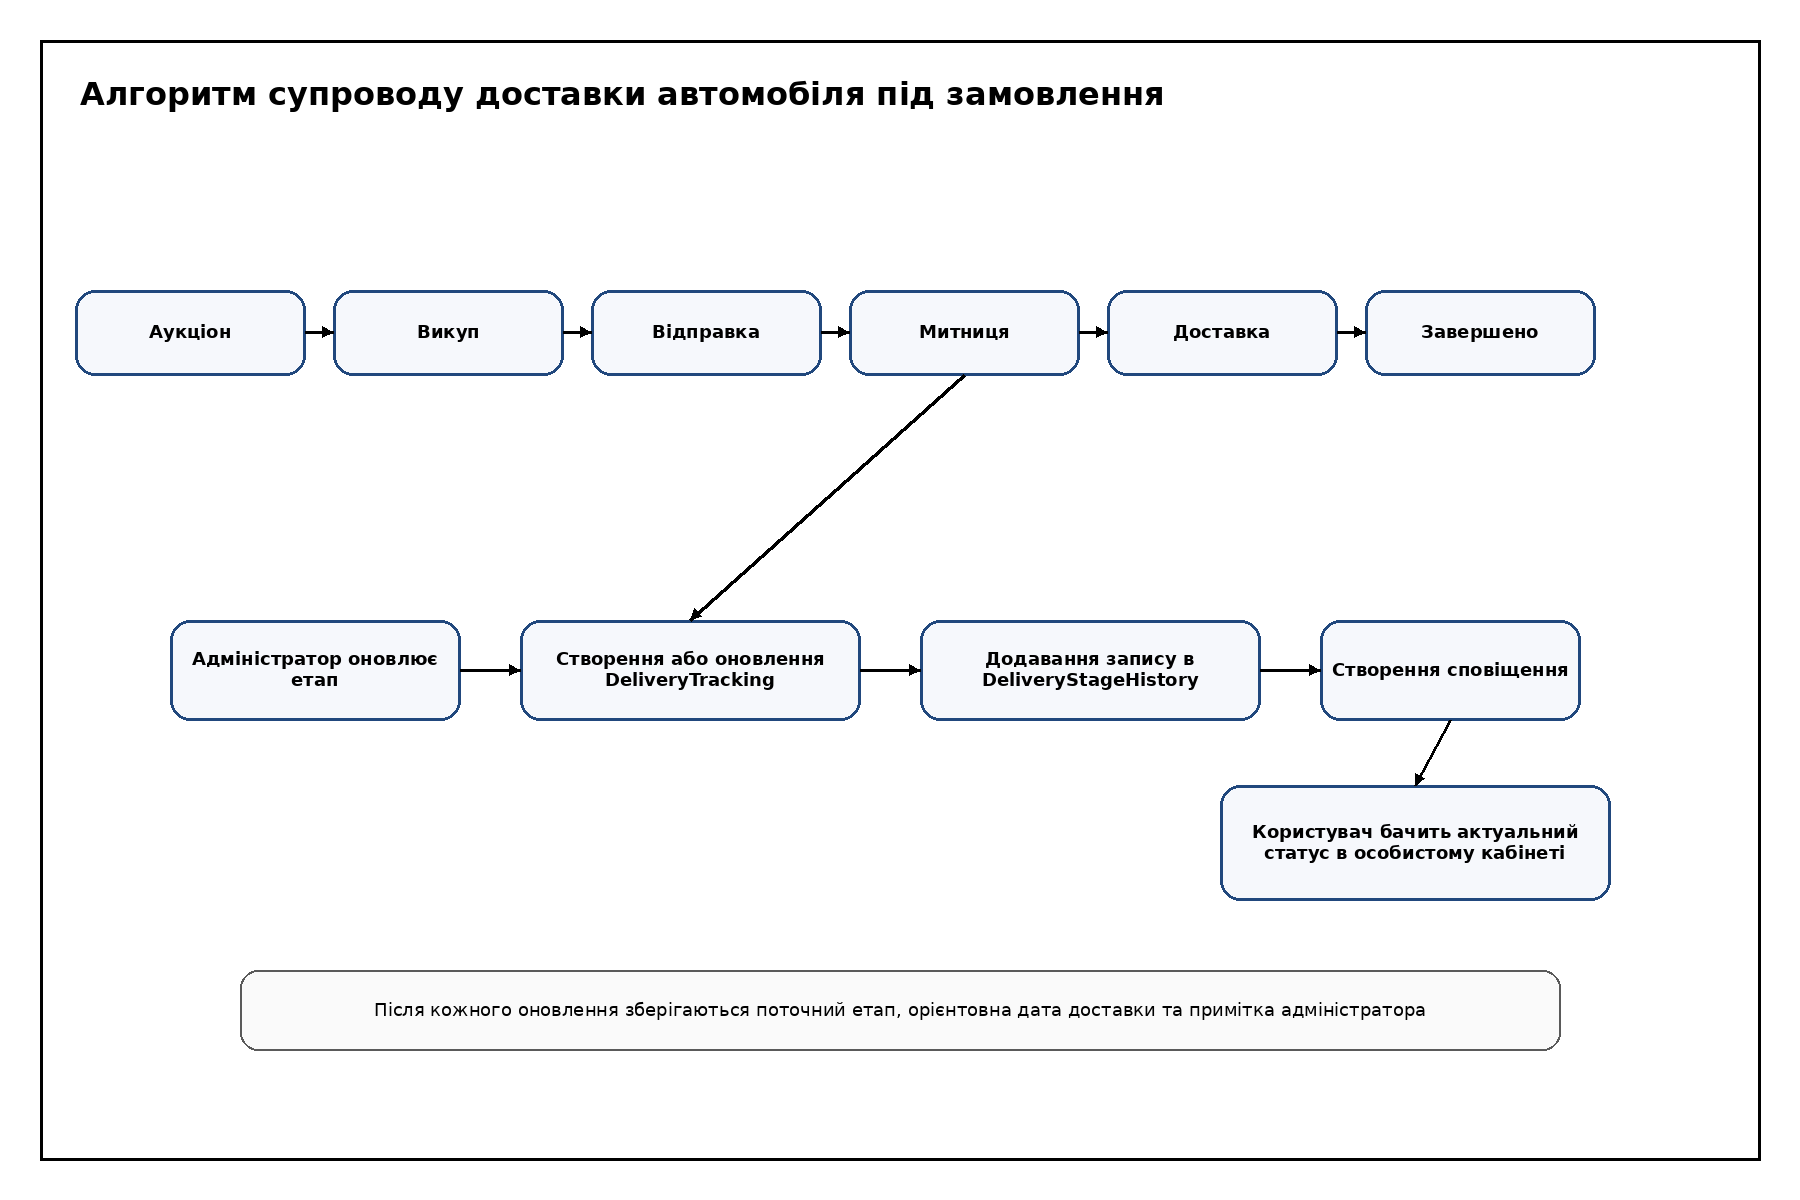 Алгоритм супроводу доставки автомобіля під замовлення
Аукціон
Викуп
Відправка
Митниця
Доставка
Завершено
Адміністратор оновлює
етап
Створення або оновлення
DeliveryTracking
Додавання запису в
DeliveryStageHistory
Створення сповіщення
Користувач бачить актуальний
статус в особистому кабінеті
Після кожного оновлення зберігаються поточний етап, орієнтовна дата доставки та примітка адміністратора